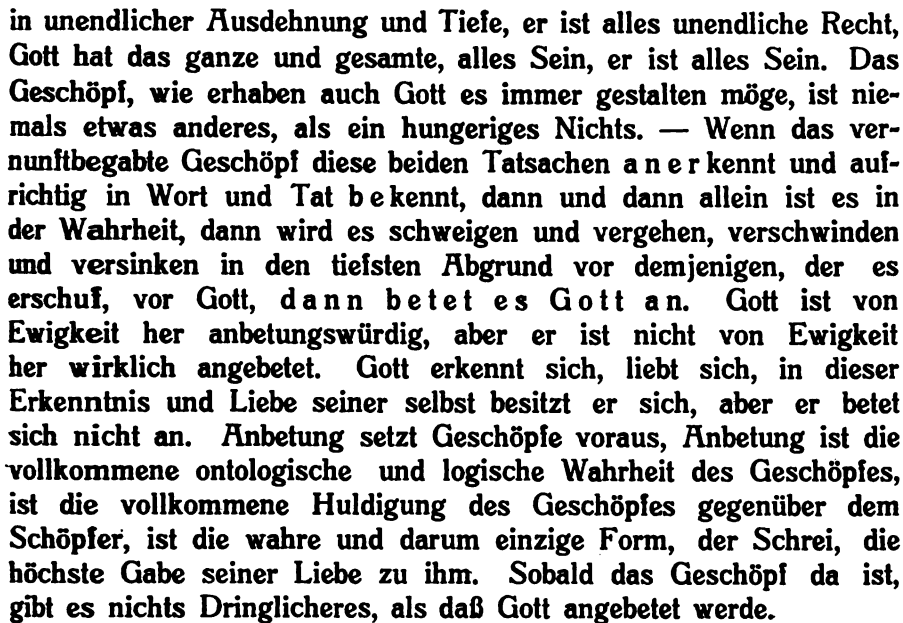 in unendlicher Ausdehnung und Tiefe, er ist alles unendliche Recht,
Gott hat das ganze und gesamte, alles Sein, er ist alles Sein. Das
Geschöpf, wie erhaben auch Gott es immer gestalten möge, ist nie-
mals etwas anderes, als ein hungeriges Nichts. — Wenn das ver-
nunftbegabte Geschöpf diese beiden Tatsachen anerkennt und auf-
richtig in Wort und Tat bekennt, dann und dann allein ist es in
der Wahrheit, dann wird es schweigen und vergehen, verschwinden
und versinken in den tiefsten Abgrund vor demjenigen, der es
erschuf, vor Gott, dann betet es Gott an. Gott ist von
Ewigkeit her anbetungswürdig, aber er ist nicht von Ewigkeit
her wirklich angebetet. Gott erkennt sich, liebt sich, in dieser
Erkenntnis und Liebe seiner selbst besitzt er sich, aber er betet
sich nicht an. Anbetung setzt Geschöpfe voraus, Anbetung ist die
vollkommene ontologische und logische Wahrheit des Geschöpfes,
ist die vollkommene Huldigung des Geschöpfes gegenüber dem
Schöpfer, ist die wahre und darum einzige Form, der Schrei, die
höchste Gabe seiner Liebe zu ihm. Sobald das Geschöpf da ist,
gibt es nichts Dringlicheres, als daß Gott angebetet werde.